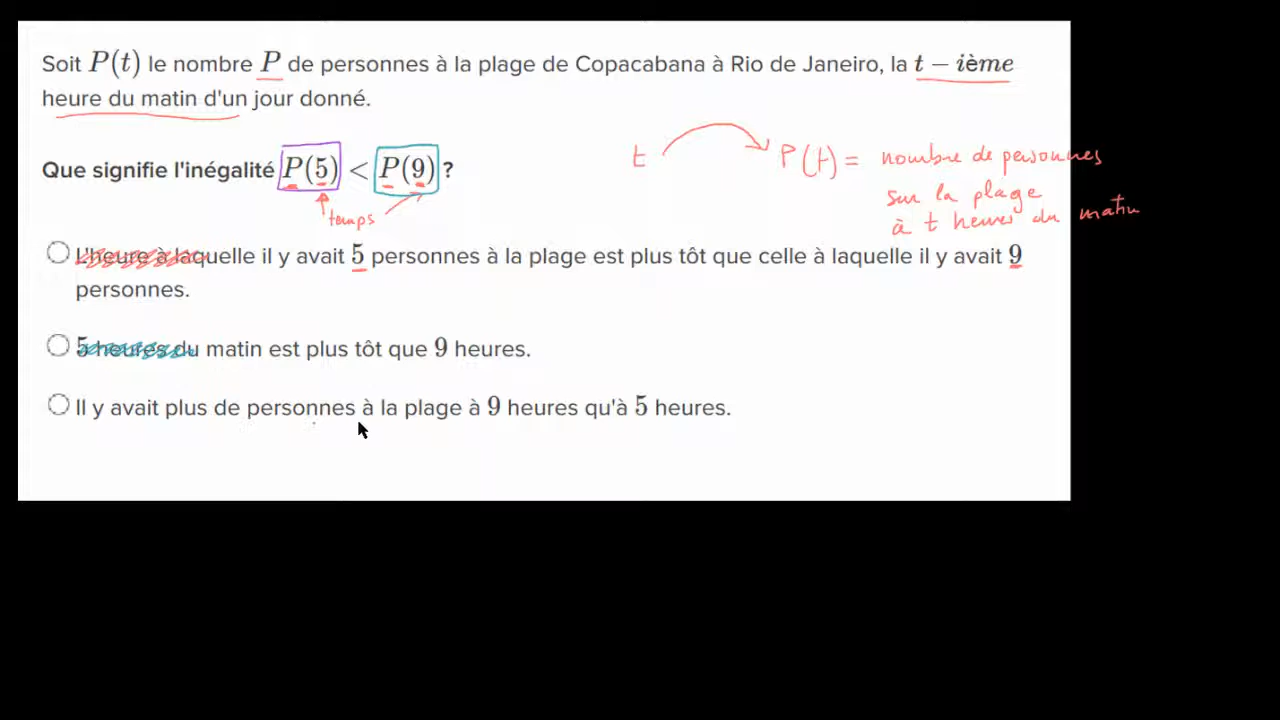 Soit P(t) le nombre P de personnes à la plage de Copacabana à Rio de Janeiro, la t − ième
heure du matin d'un jour donné.
Que signifie l'inégalité P(5) < P(9) ?
temps
t P(t) = nombre de personnes
sur la plage
à t heures du matin
L'heure à laquelle il y avait 5 personnes à la plage est plus tôt que celle à laquelle il y avait 9
personnes.
5 heures du matin est plus tôt que 9 heures.
Il y avait plus de personnes à la plage à 9 heures qu'à 5 heures.